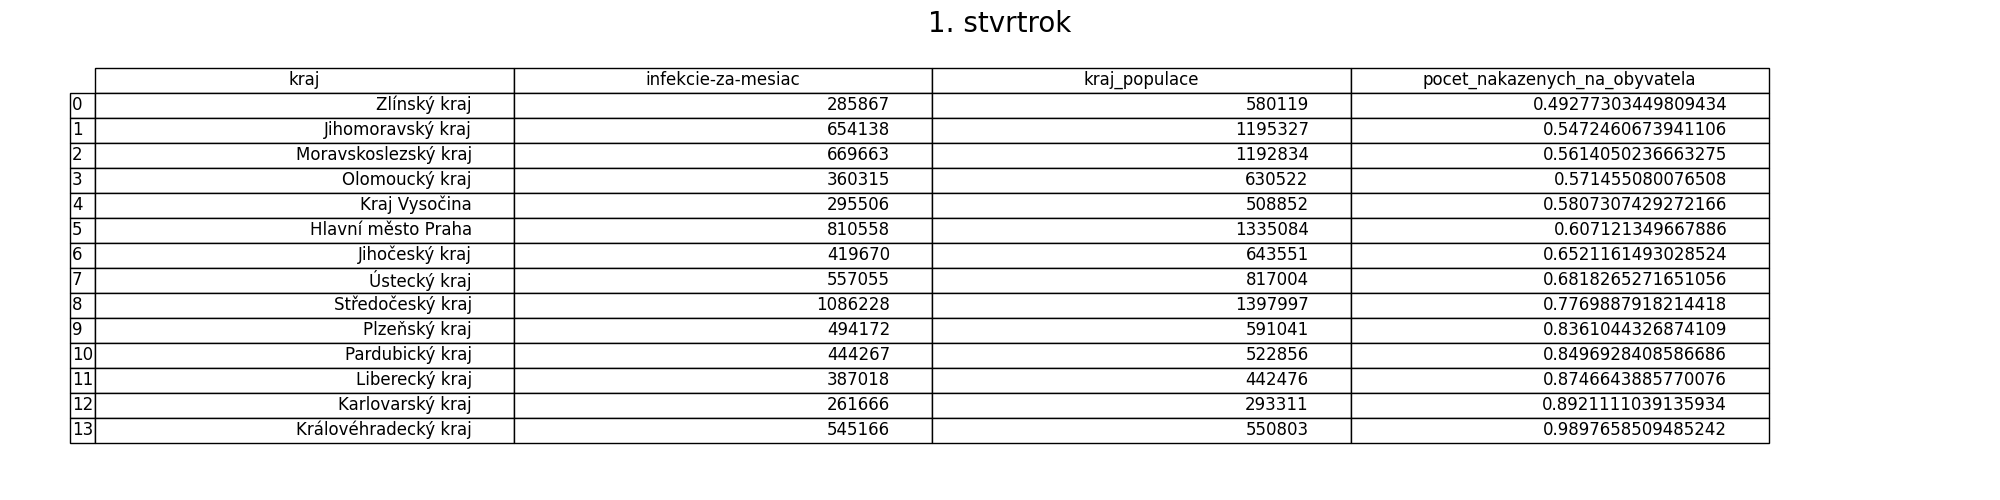 1. stvrtrok
kraj infekcie-za-mesiac kraj_populace pocet_nakazenych_na_obyvatela
0 Zlínský kraj 285867 580119 0.49277303449809434
1 Jihomoravský kraj 654138 1195327 0.5472460673941106
2 Moravskoslezský kraj 669663 1192834 0.5614050236663275
3 Olomoucký kraj 360315 630522 0.571455080076508
4 Kraj Vysočina 295506 508852 0.5807307429272166
5 Hlavní město Praha 810558 1335084 0.607121349667886
6 Jihočeský kraj 419670 643551 0.65211614930285​24
7 Ústecký kraj 557055 817004 0.6818265271651056
8 Středočeský kraj 1086228 1397997 0.7769887918214418
9 Plzeňský kraj 494172 591041 0.8361044326874109
10 Pardubický kraj 444267 522856 0.8496928408586686
11 Liberecký kraj 387018 442476 0.8746643885770076
12 Karlovarský kraj 261666 293311 0.8921111039135934
13 Královéhradecký kraj 545166 550803 0.9897658509485242